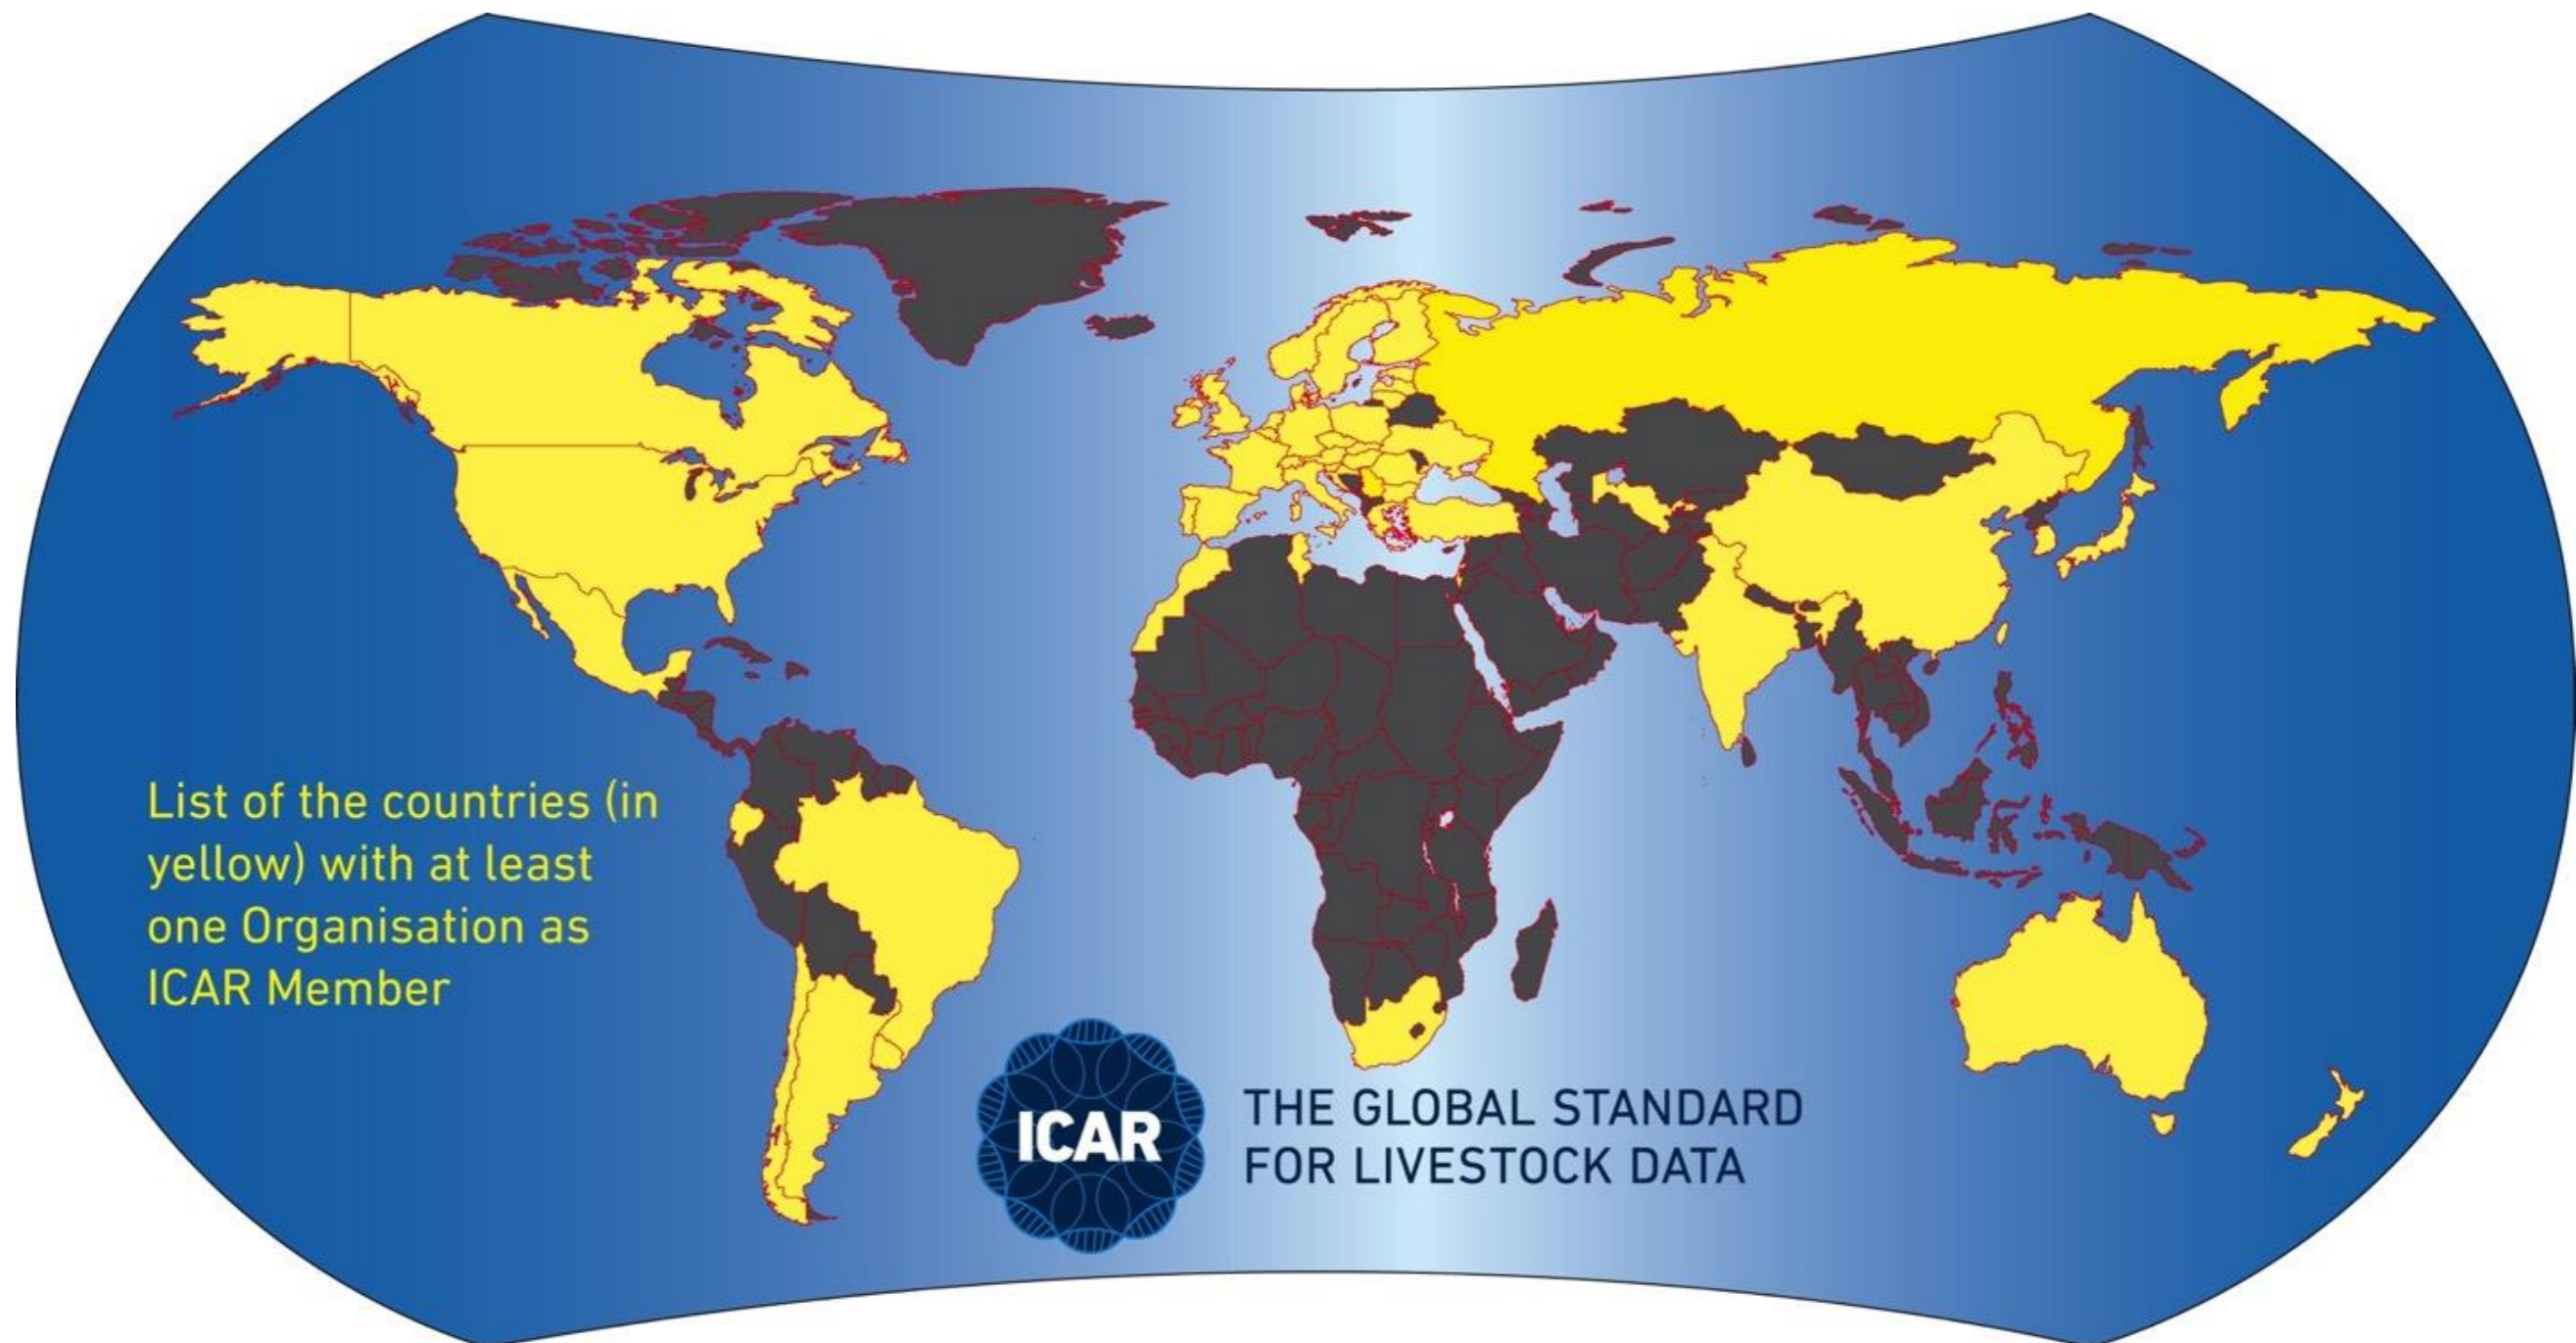 List of the countries (in
yellow) with at least
one Organisation as
ICAR Member
ICAR
THE GLOBAL STANDARD
FOR LIVESTOCK DATA